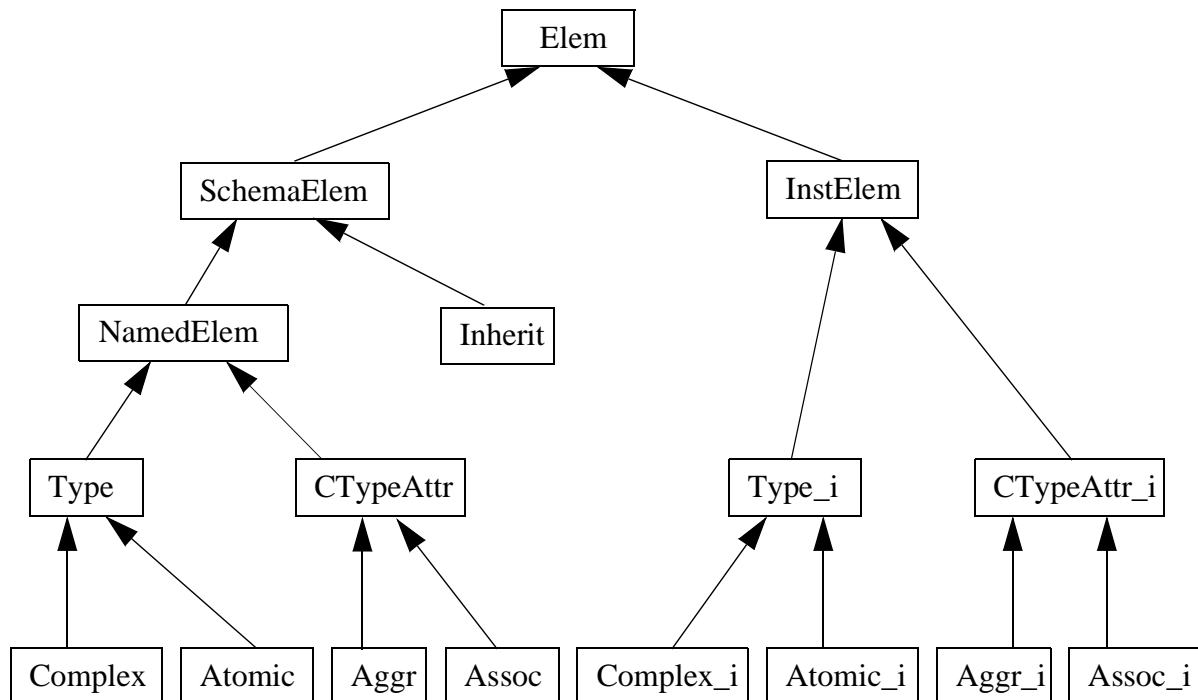 Elem
SchemaElem
InstElem
NamedElem
Inherit
Type
CTypeAttr
Type_i
CTypeAttr_i
Complex
Atomic
Aggr
Assoc
Complex_i
Atomic_i
Aggr_i
Assoc_i